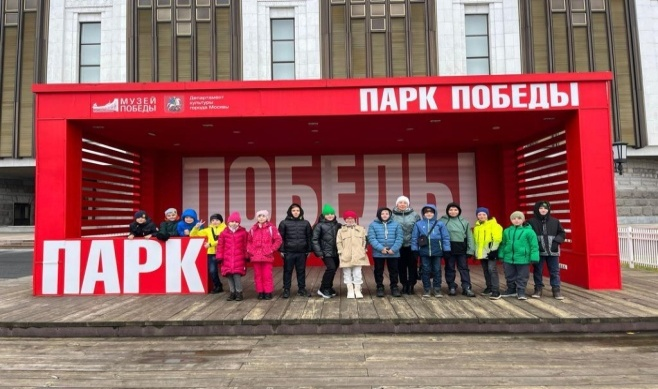 МУЗЕЙ
ПОБЕДЫ
Департамент
культуры
города Москвы
ПАРК ПОБЕДЫ
ПОБЕДЫ
ПАРК